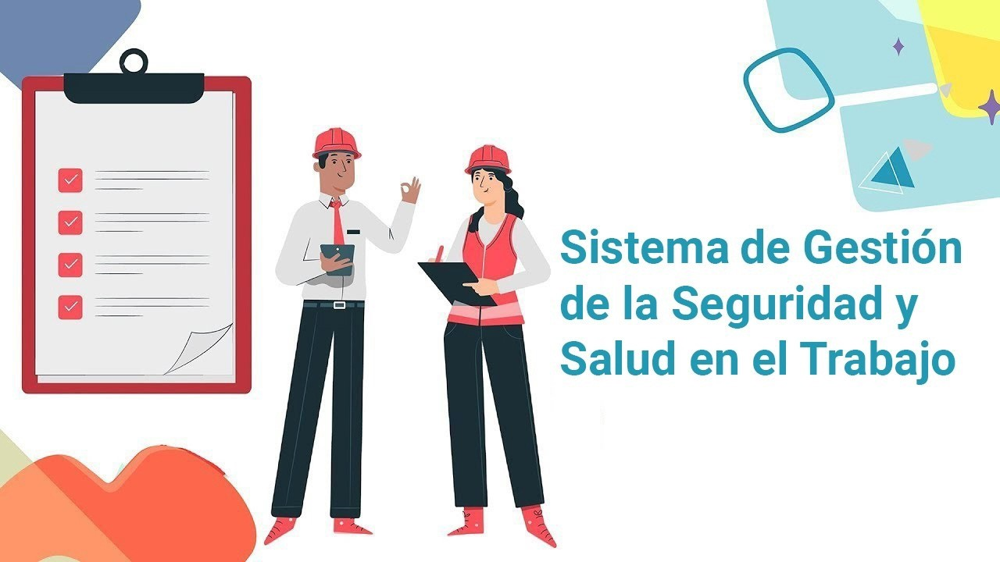 Sistema de Gestión
de la Seguridad y
Salud en el Trabajo